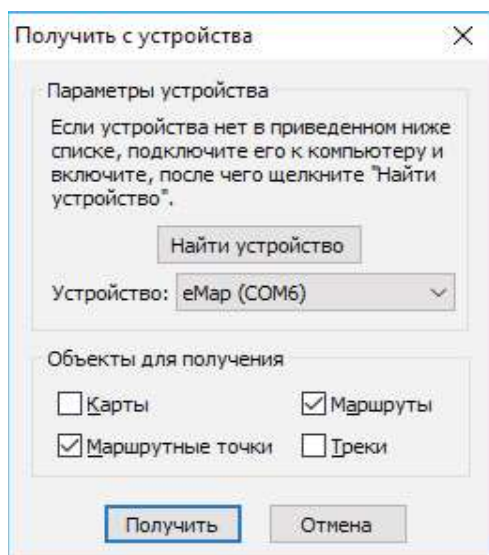 Получить с устройства
Параметры устройства
Если устройства нет в приведенном ниже
списке, подключите его к компьютеру и
включите, после чего щелкните "Найти
устройство".
Найти устройство
Устройство: eMap (COM6)
Объекты для получения
Карты
Маршруты
Маршрутные точки
Треки
Получить
Отмена